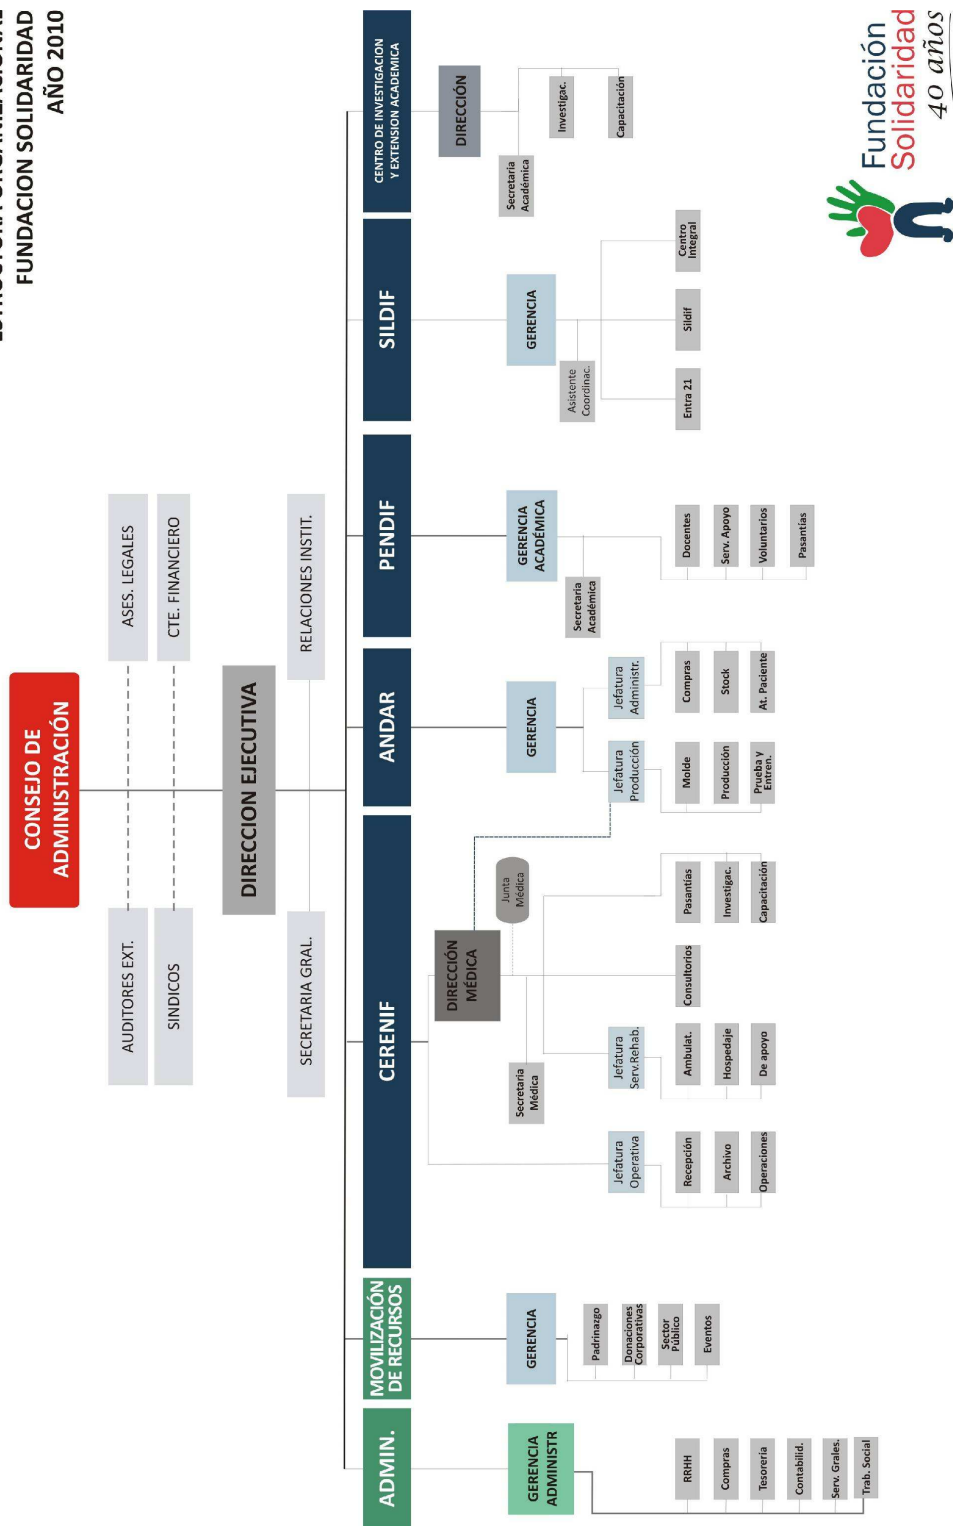 FUNDACION SOLIDARIDAD
AÑO 2010
CONSEJO DE
ADMINISTRACIÓN
AUDITORES EXT.
ASES. LEGALES
SINDICOS
CTE. FINANCIERO
DIRECCION EJECUTIVA
SECRETARIA GRAL.
RELACIONES INSTIT.
ADMIN.
MOVILIZACIÓN
DE RECURSOS
CERENIF
ANDAR
PENDIF
SILDIF
CENTRO DE INVESTIGACION
Y EXTENSION ACADEMICA
GERENCIA
ADMINISTR
RRHH
Compras
Tesoreria
Contabilid.
Serv. Grales.
Trab. Social
GERENCIA
Padrinazgo
Donaciones
Corporativas
Sector
Público
Eventos
DIRECCIÓN
MÉDICA
Junta
Médica
Secretaria
Médica
Jefatura
Operativa
Recepción
Archivo
Operaciones
Jefatura
Serv.Rehab.
Ambulat.
Hospedaje
De apoyo
Consultorios
Pasantías
Investigac.
Capacitación
GERENCIA
Jefatura
Producción
Molde
Producción
Prueba y
Entren.
Jefatura
Administr.
Compras
Stock
At. Paciente
GERENCIA
ACADÉMICA
Secretaria
Académica
Docentes
Serv. Apoyo
Voluntarios
Pasantías
GERENCIA
Asistente
Coordinac.
Entra 21
Sildif
Centro
Integral
DIRECCIÓN
Secretaria
Académica
Investigac.
Capacitación
Fundación
Solidaridad
40 años